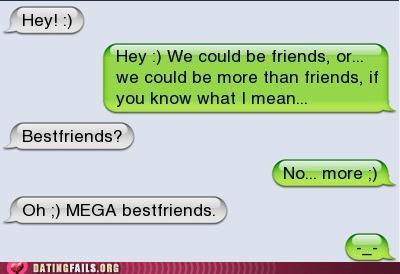 Hey! :)
Hey :) We could be friends, or...
we could be more than friends, if
you know what I mean...
Bestfriends?
No... more ;)
Oh ;) MEGA bestfriends.
-_-
DATINGFAILS.ORG